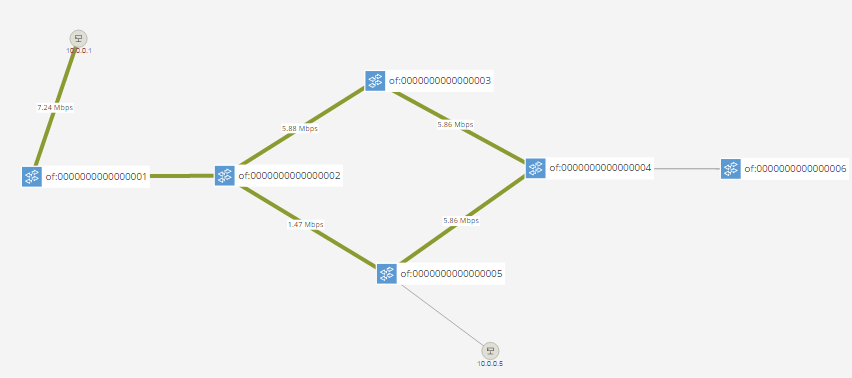 10.0.0.1
7.24 Mbps
of:0000000000000003
5.88 Mbps
5.86 Mbps
of:0000000000000001
of:0000000000000002
of:0000000000000004
of:0000000000000006
1.47 Mbps
5.86 Mbps
of:0000000000000005
10.0.0.5